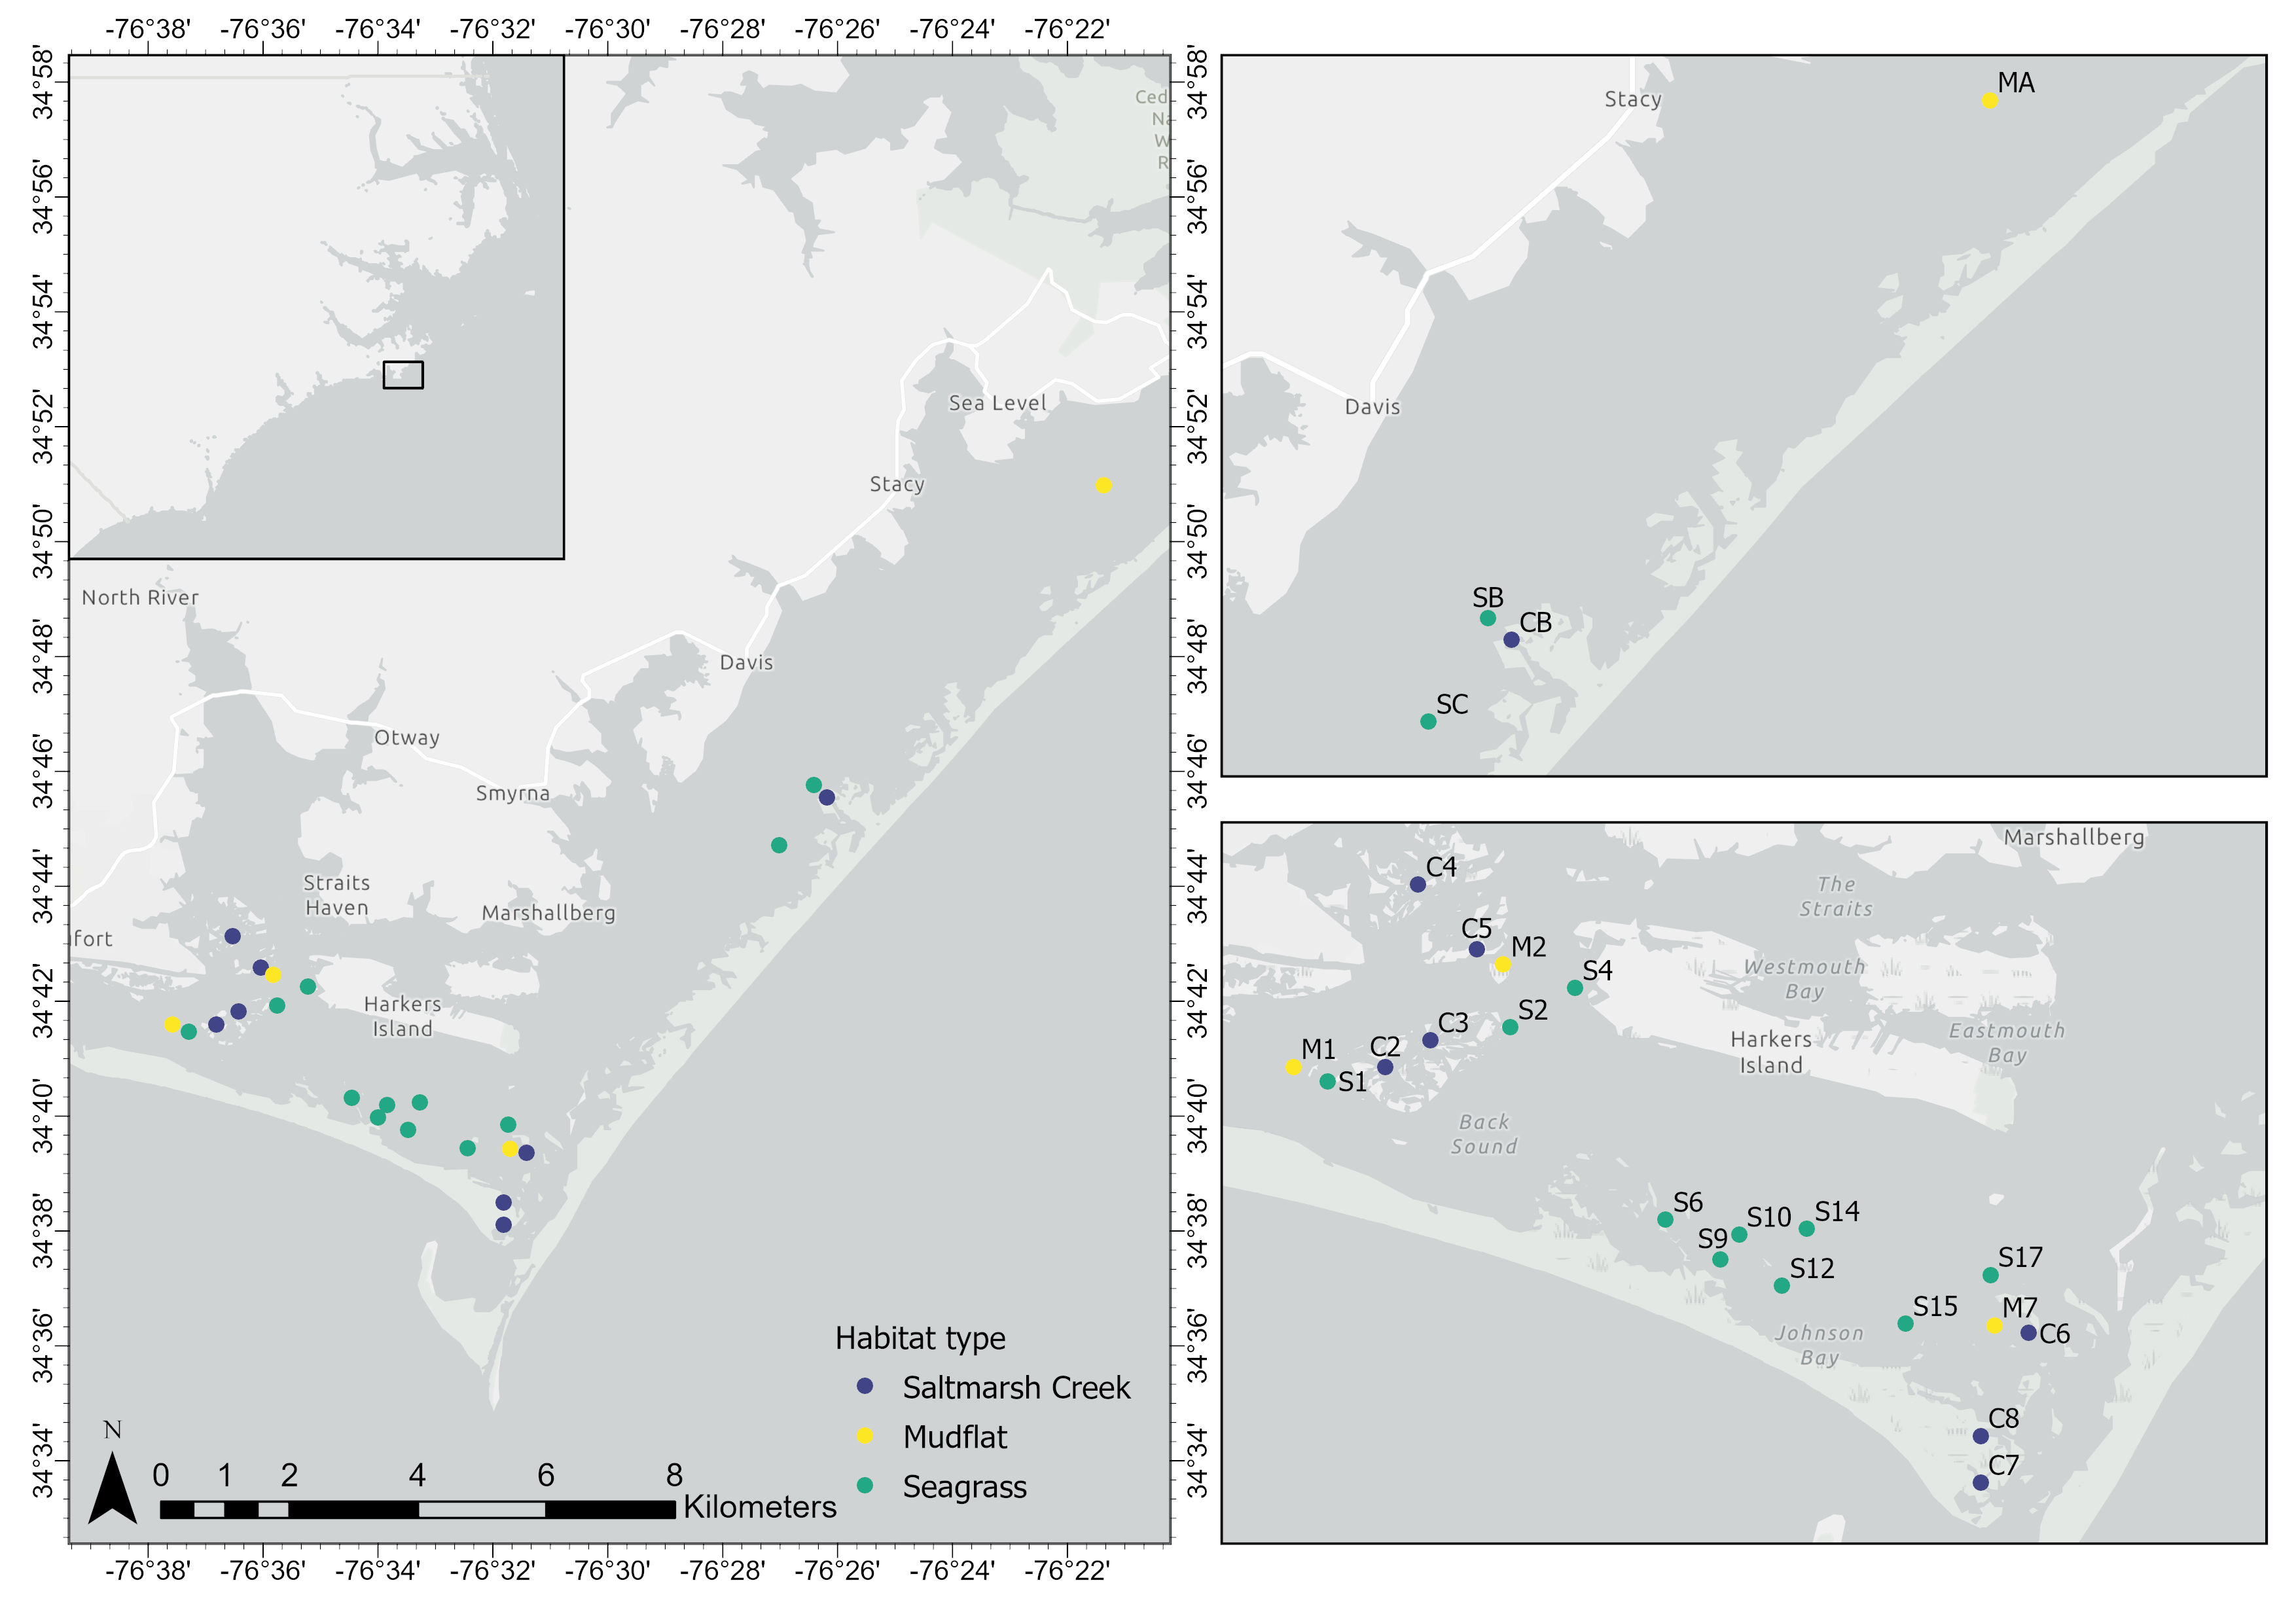 -76°38' -76°36' -76°34' -76°32' -76°30' -76°28' -76°26' -76°24' -76°22'
34°58'
34°56'
34°54'
34°52'
34°50'
34°48'
34°46'
34°44'
34°42'
34°40'
34°38'
34°36'
34°34'
Ced
Na
W
R
Sea Level
Stacy
North River
Davis
Otway
Smyrna
Straits
Haven
Marshallberg
fort
Harkers
Island
Habitat type
Saltmarsh Creek
Mudflat
Seagrass
N
0 1 2 4 6 8
Kilometers
-76°38' -76°36' -76°34' -76°32' -76°30' -76°28' -76°26' -76°24' -76°22'
34°58'
34°56'
34°54'
34°52'
34°50'
34°48'
34°46'
34°44'
34°42'
34°40'
34°38'
34°36'
34°34'
MA
Stacy
Davis
SB
CB
SC
Marshallberg
C4
The
Straits
C5
M2
S4
Westmouth
Bay
S2
C3
Eastmouth
Bay
Harkers
Island
M1
C2
S1
Back
Sound
S6
S10
S14
S9
S12
S17
S15
M7
C6
Johnson
Bay
C8
C7